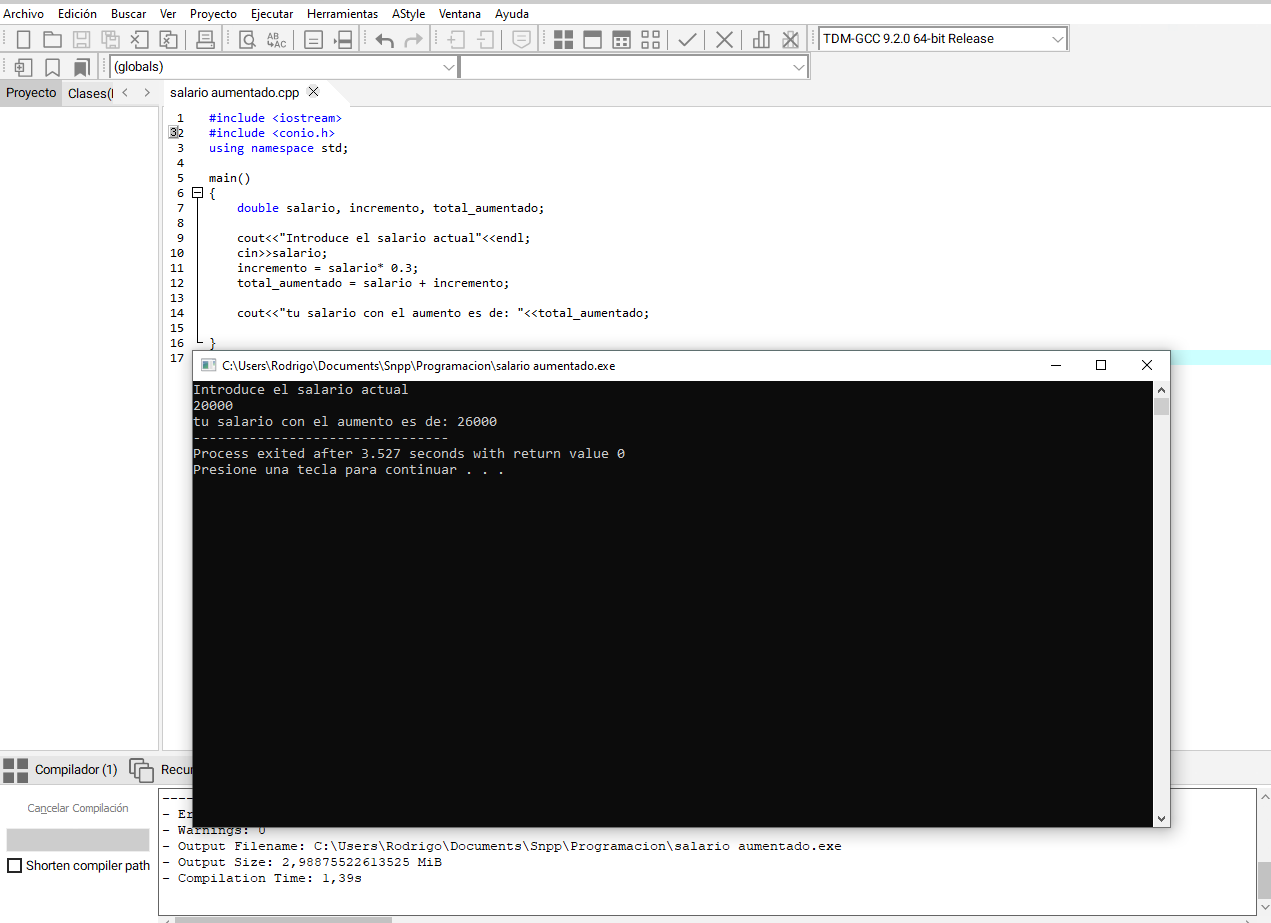 Archivo Edición Buscar Ver Proyecto Ejecutar Herramientas AStyle Ventana Ayuda
TDM-GCC 9.2.0 64-bit Release
(globals)
Proyecto Clases(
salario aumentado.cpp
1 #include <iostream>
2 #include <conio.h>
3 using namespace std;
4
5 main()
6 {
7 double salario, incremento, total_aumentado;
8
9 cout<<"Introduce el salario actual"<<endl;
10 cin>>salario;
11 incremento = salario* 0.3;
12 total_aumentado = salario + incremento;
13
14 cout<<"tu salario con el aumento es de: "<<total_aumentado;
15
16 }
17
C:\Users\Rodrigo\Documents\Snpp\Programacion\salario aumentado.exe
Introduce el salario actual
20000
tu salario con el aumento es de: 26000
--------------------------------
Process exited after 3.527 seconds with return value 0
Presione una tecla para continuar . . .
Compilador (1)
Cancelar Compilación
Shorten compiler path
- Warnings: 0
- Output Filename: C:\Users\Rodrigo\Documents\Snpp\Programacion\salario aumentado.exe
- Output Size: 2,98875522613525 MiB
- Compilation Time: 1,39s